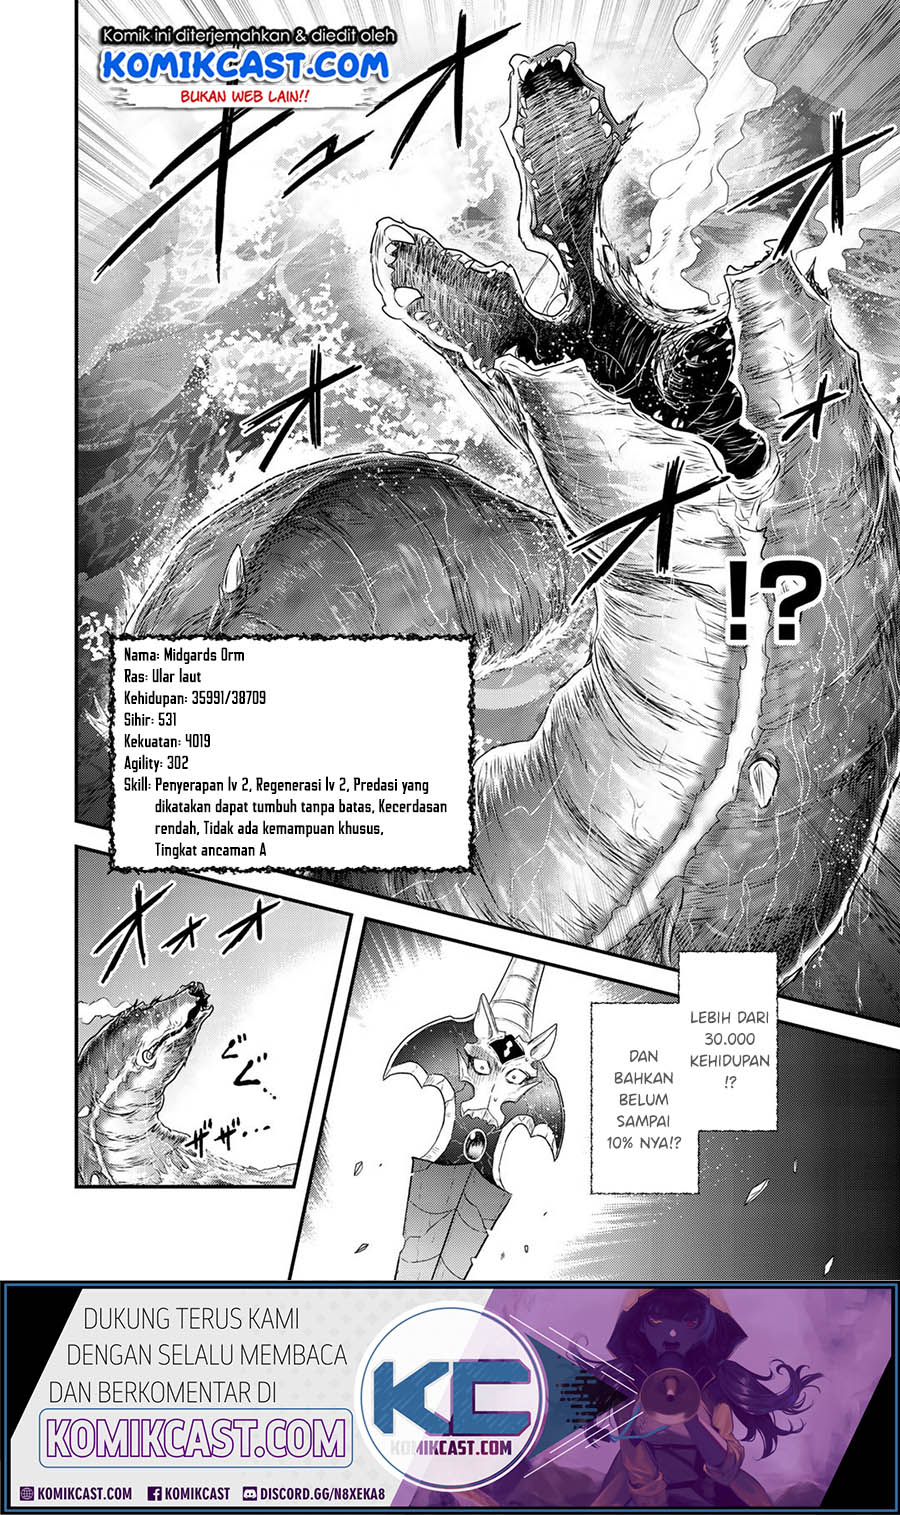 Komik ini diterjemahkan & diedit oleh
KOMIKCAST.COM
BUKAN WEB LAIN!!
ギュオオオオ
!?
Nama: Midgards Orm
Ras: Ular laut
Kehidupan: 35991/38709
Sihir: 531
Kekuatan: 4019
Agility: 302
Skill: Penyerapan lv 2, Regenerasi lv 2, Predasi yang
dikatakan dapat tumbuh tanpa batas, Kecerdasan
rendah, Tidak ada kemampuan khusus,
Tingkat ancaman A
LEBIH DARI
30.000
KEHIDUPAN
!?
DAN
BAHKAN
BELUM
SAMPAI
10% NYA!?
オオオ
ぐぐ…
ザザ…
DUKUNG TERUS KAMI
DENGAN SELALU MEMBACA
DAN BERKOMENTAR DI
KOMIKCAST.COM
KC
KOMIKCAST.COM
KOMIKCAST.COM
KOMIKCAST
DISCORD.GG/N8XEKA8